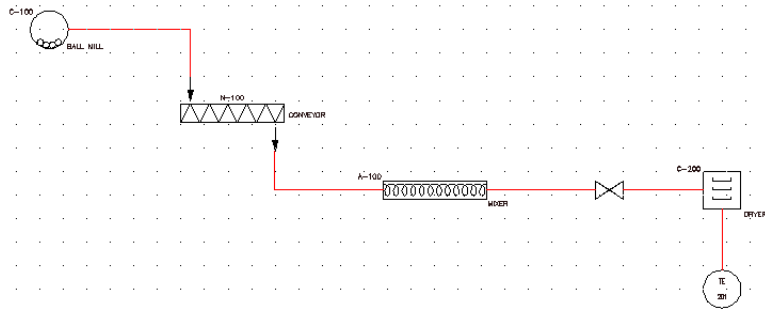 C-100
BALL MILL
N-100
CONVEYOR
A-100
MIXER
C-200
DRYER
TE
201